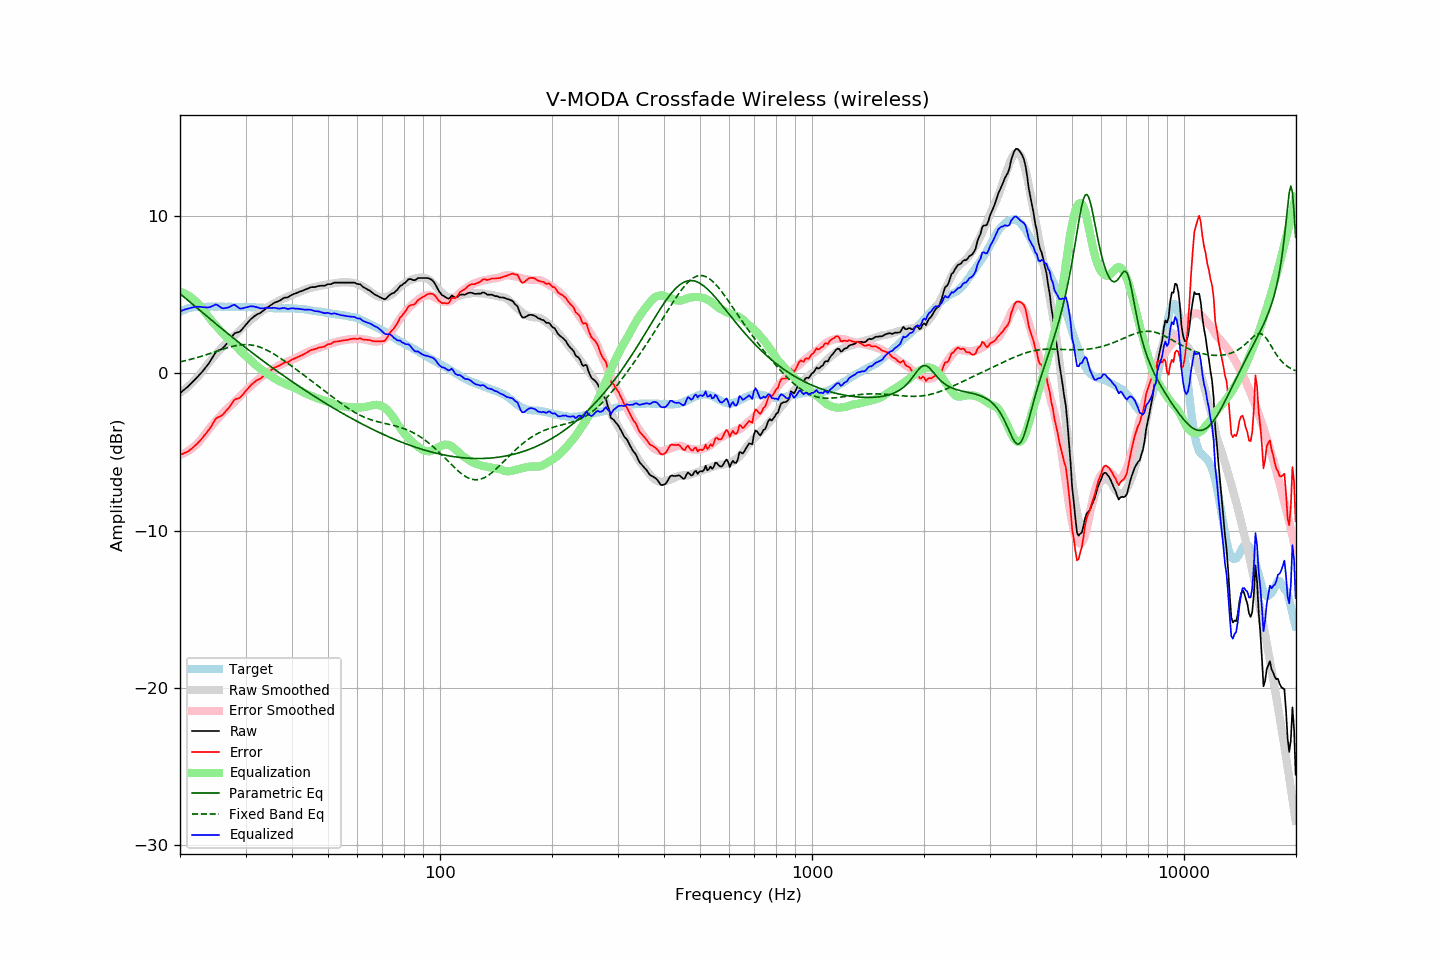 V-MODA Crossfade Wireless (wireless)
10
0
−10
−20
−30
Amplitude (dBr)
Target
Raw Smoothed
Error Smoothed
Raw
Error
Equalization
Parametric Eq
Fixed Band Eq
Equalized
100
1000
10000
Frequency (Hz)